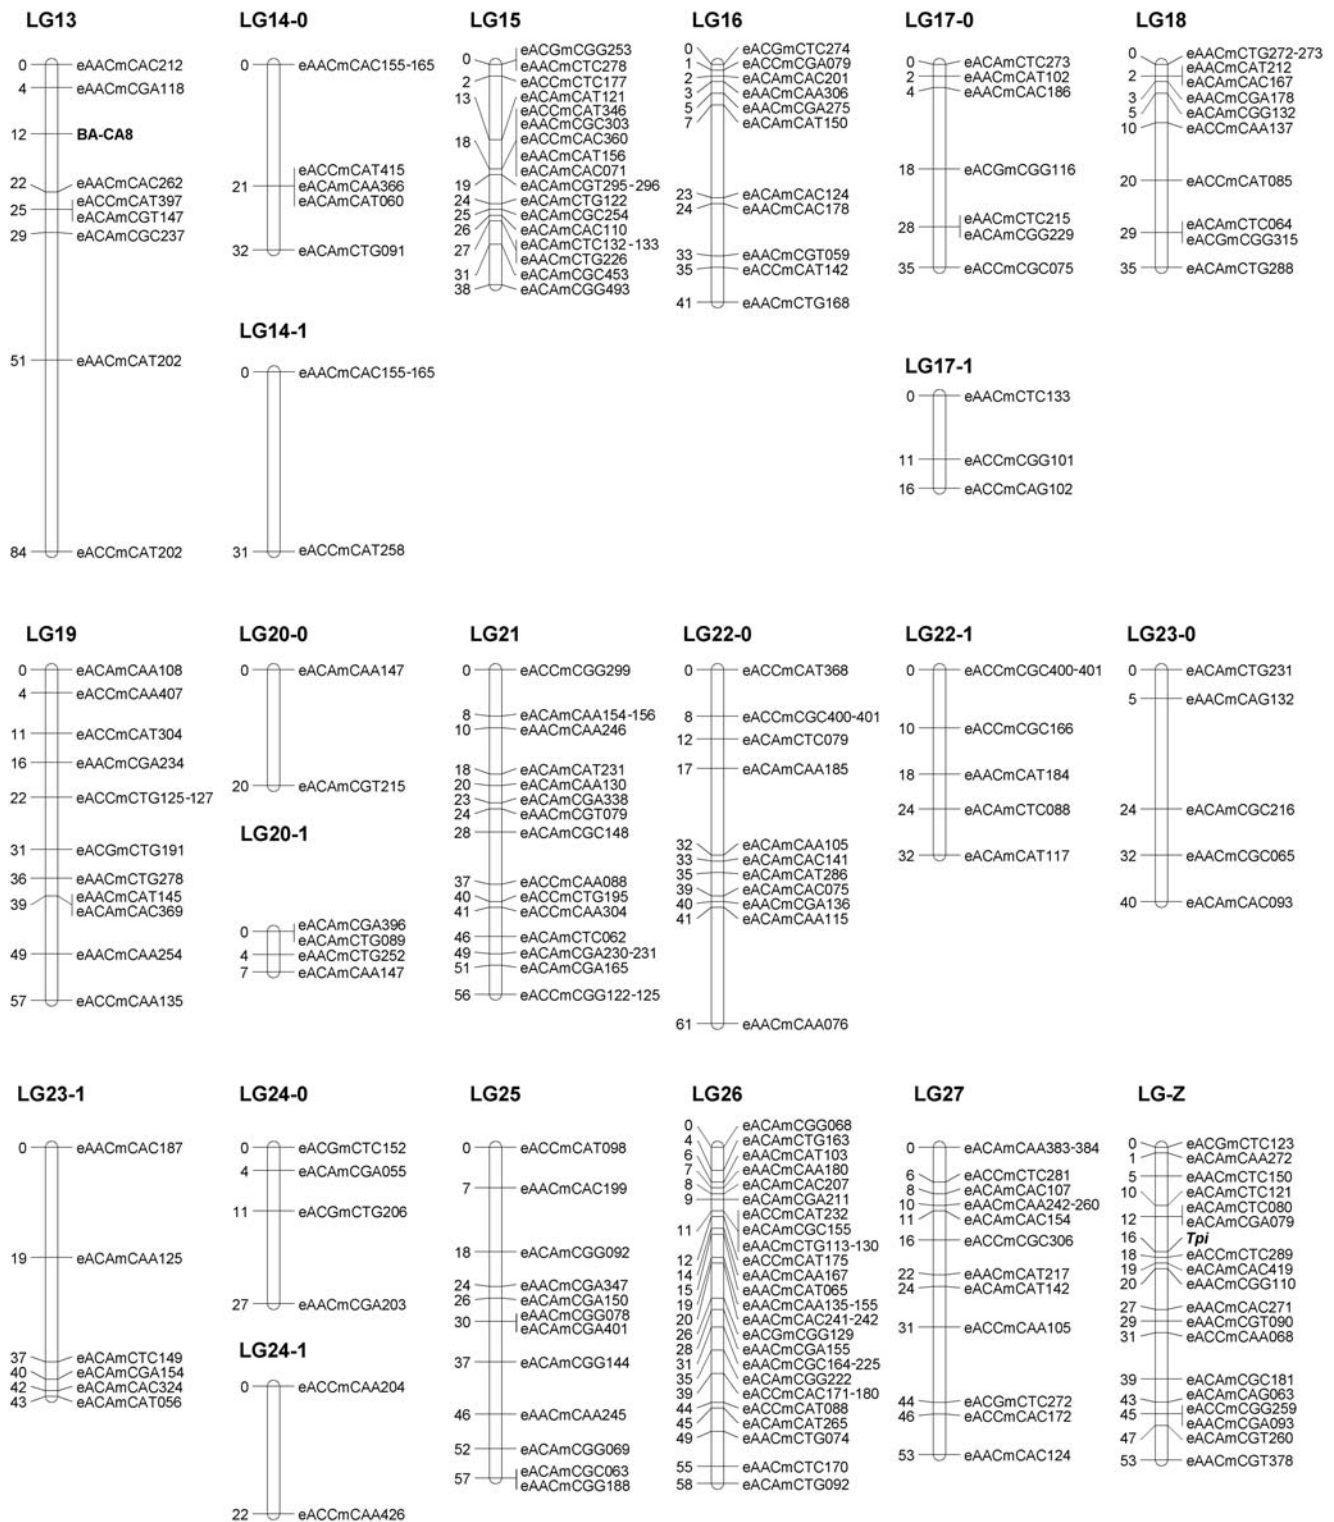 LG13
0 eAACmCAC212
4 eAACmCGA118
12 BA-CA8
22 eAACmCAC262
25 eACCmCAT397
eACAmCGT147
29 eACAmCGC237
51 eAACmCAT202
84 eACCmCAT202
LG14-0
0 eAACmCAC155-165
eACCmCAT415
21 eACAmCAA366
eACAmCAT060
32 eACAmCTG091
LG14-1
0 eAACmCAC155-165
31 eACCmCAT258
LG15
0 eACGmCGG253
eAACmCTC278
2 eACCmCTC177
13 eACAmCAT121
eACCmCAT346
eAACmCGC303
18 eACCmCAC360
eAACmCAT156
eACAmCAC071
19 eACAmCGT295-296
24 eACAmCTG122
25 eACAmCGC254
26 eACAmCAC110
27 eACAmCTC132-133
eAACmCTG226
31 eACAmCGC453
38 eACAmCGG493
LG16
0 eACGmCTC274
1 eACCmCGA079
2 eACAmCAC201
3 eAACmCAA306
5 eAACmCGA275
7 eACAmCAT150
23 eACAmCAC124
24 eAACmCAC178
33 eAACmCGT059
35 eACCmCAT142
41 eAACmCTG168
LG17-0
0 eACAmCTC273
2 eAACmCAT102
4 eAACmCAC186
18 eACGmCGG116
28 eAACmCTC215
eACAmCGG229
35 eACCmCGC075
LG17-1
0 eAACmCTC133
11 eACCmCGG101
16 eACCmCAG102
LG18
0 eAACmCTG272-273
2 eAACmCAT212
eACAmCAC167
3 eAACmCGA178
5 eACAmCGG132
10 eACCmCAA137
20 eACCmCAT085
29 eACAmCTC064
eACGmCGG315
35 eACAmCTG288
LG19
0 eACAmCAA108
4 eACCmCAA407
11 eACCmCAT304
16 eAACmCGA234
22 eACCmCTG125-127
31 eACGmCTG191
36 eAACmCTG278
39 eAACmCAT145
eACAmCAC369
49 eAACmCAA254
57 eACCmCAA135
LG20-0
0 eACAmCAA147
20 eACAmCGT215
LG20-1
0 eACAmCGA396
eACAmCTG089
4 eAACmCTG252
7 eACAmCAA147
LG21
0 eACCmCGG299
8 eACAmCAA154-156
10 eAACmCAA246
18 eACAmCAT231
20 eACAmCAA130
23 eACAmCGA338
24 eAACmCGT079
28 eACAmCGC148
37 eACCmCAA088
40 eACCmCTG195
41 eACCmCAA304
46 eACAmCTC062
49 eACAmCGA230-231
51 eACAmCGA165
56 eACCmCGG122-125
LG22-0
0 eACCmCAT368
8 eACCmCGC400-401
12 eACAmCTC079
17 eACAmCAA185
32 eACAmCAA105
33 eACAmCAC141
35 eACAmCAT286
39 eACAmCAC075
40 eAACmCGA136
41 eACAmCAA115
61 eAACmCAA076
LG22-1
0 eACCmCGC400-401
10 eACCmCGC166
18 eAACmCAT184
24 eACAmCTC088
32 eACAmCAT117
LG23-0
0 eACAmCTG231
5 eAACmCAG132
24 eACAmCGC216
32 eAACmCGC065
40 eACAmCAC093
LG23-1
0 eAACmCAC187
19 eACAmCAA125
37 eACAmCTC149
40 eACAmCGA154
42 eACAmCAC324
43 eACAmCAT056
LG24-0
0 eACGmCTC152
4 eACAmCGA055
11 eACGmCTG206
27 eAACmCGA203
LG24-1
0 eACCmCAA204
22 eACCmCAA426
LG25
0 eACCmCAT098
7 eAACmCAC199
18 eACAmCGG092
24 eAACmCGA347
26 eACAmCGA150
30 eAACmCGG078
eACAmCGA401
37 eACAmCGG144
46 eAACmCAA245
52 eACAmCGG069
57 eACAmCGC063
eAACmCGG188
LG26
0 eACAmCGG068
4 eACAmCTG163
6 eAACmCAT103
7 eAACmCAA180
8 eACAmCAC207
9 eACAmCGA211
eACCmCAT232
11 eACAmCGC155
eAACmCTG113-130
12 eACCmCAT175
14 eAACmCAA167
15 eAACmCAT065
19 eAACmCAA135-155
20 eAACmCAC241-242
26 eACGmCGG129
28 eAACmCGA155
31 eAACmCGC164-225
35 eACAmCGG222
39 eACCmCAC171-180
44 eACCmCAT088
45 eACAmCAT265
49 eAACmCTG074
55 eAACmCTC170
58 eACAmCTG092
LG27
0 eACAmCAA383-384
6 eACCmCTC281
8 eACAmCAC107
10 eAACmCAA242-260
11 eACAmCAC154
16 eACCmCGC306
22 eAACmCAT217
24 eACAmCAT142
31 eACCmCAA105
44 eACGmCTC272
46 eACCmCAC172
53 eAACmCAC124
LG-Z
0 eACGmCTC123
1 eACAmCAA272
5 eAACmCTC150
10 eACAmCTC121
12 eACAmCTC080
eACAmCGA079
16 Tpi
18 eACCmCTC289
19 eACAmCAC419
20 eAACmCGG110
27 eAACmCAC271
29 eAACmCGT090
31 eACCmCAA068
39 eACAmCGC181
43 eACAmCAG063
45 eACCmCGG259
eAACmCGA093
47 eACAmCGT260
53 eAACmCGT378